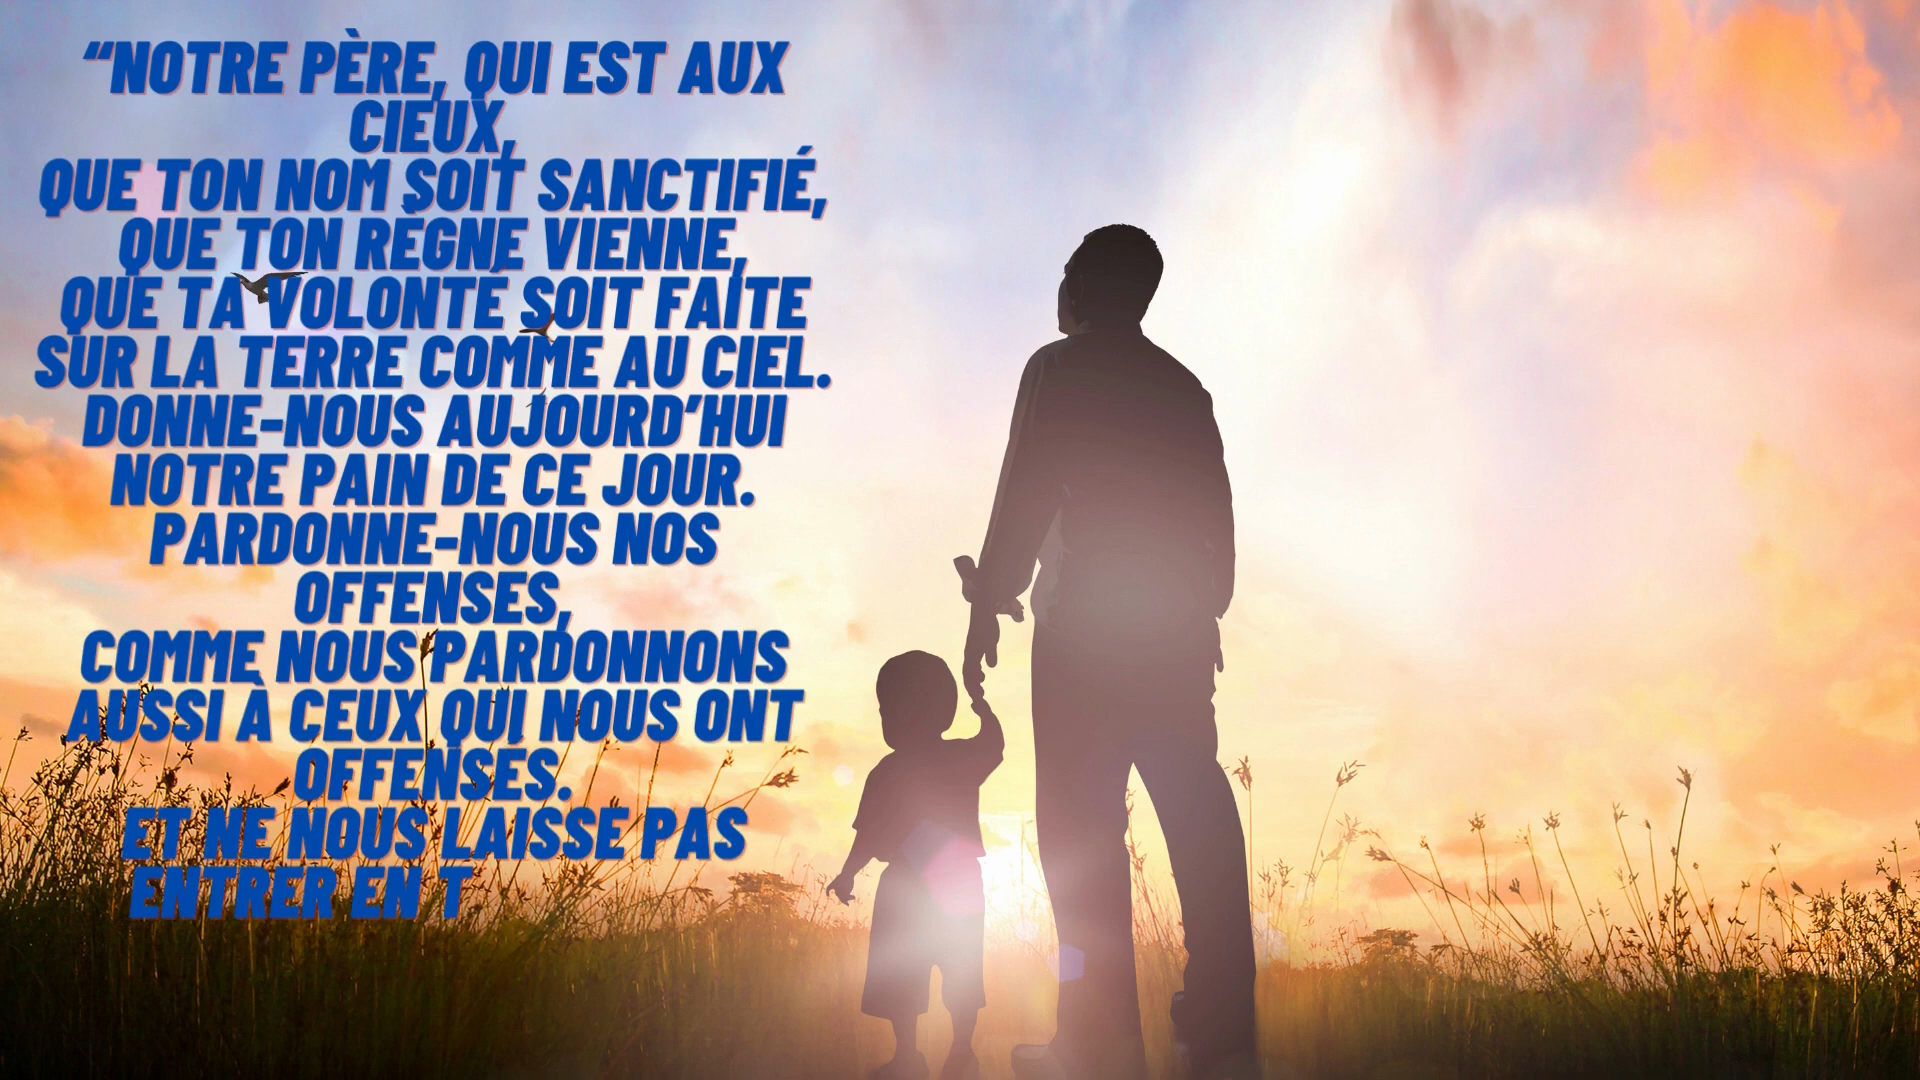 “NOTRE PÈRE, QUI EST AUX
CIEUX,
QUE TON NOM SOIT SANCTIFIÉ,
QUE TON RÈGNE VIENNE,
QUE TA VOLONTÉ SOIT FAITE
SUR LA TERRE COMME AU CIEL.
DONNE-NOUS AUJOURD’HUI
NOTRE PAIN DE CE JOUR.
PARDONNE-NOUS NOS
OFFENSES,
COMME NOUS PARDONNONS
AUSSI À CEUX QUI NOUS ONT
OFFENSÉS.
ET NE NOUS LAISSE PAS
ENTRER EN T